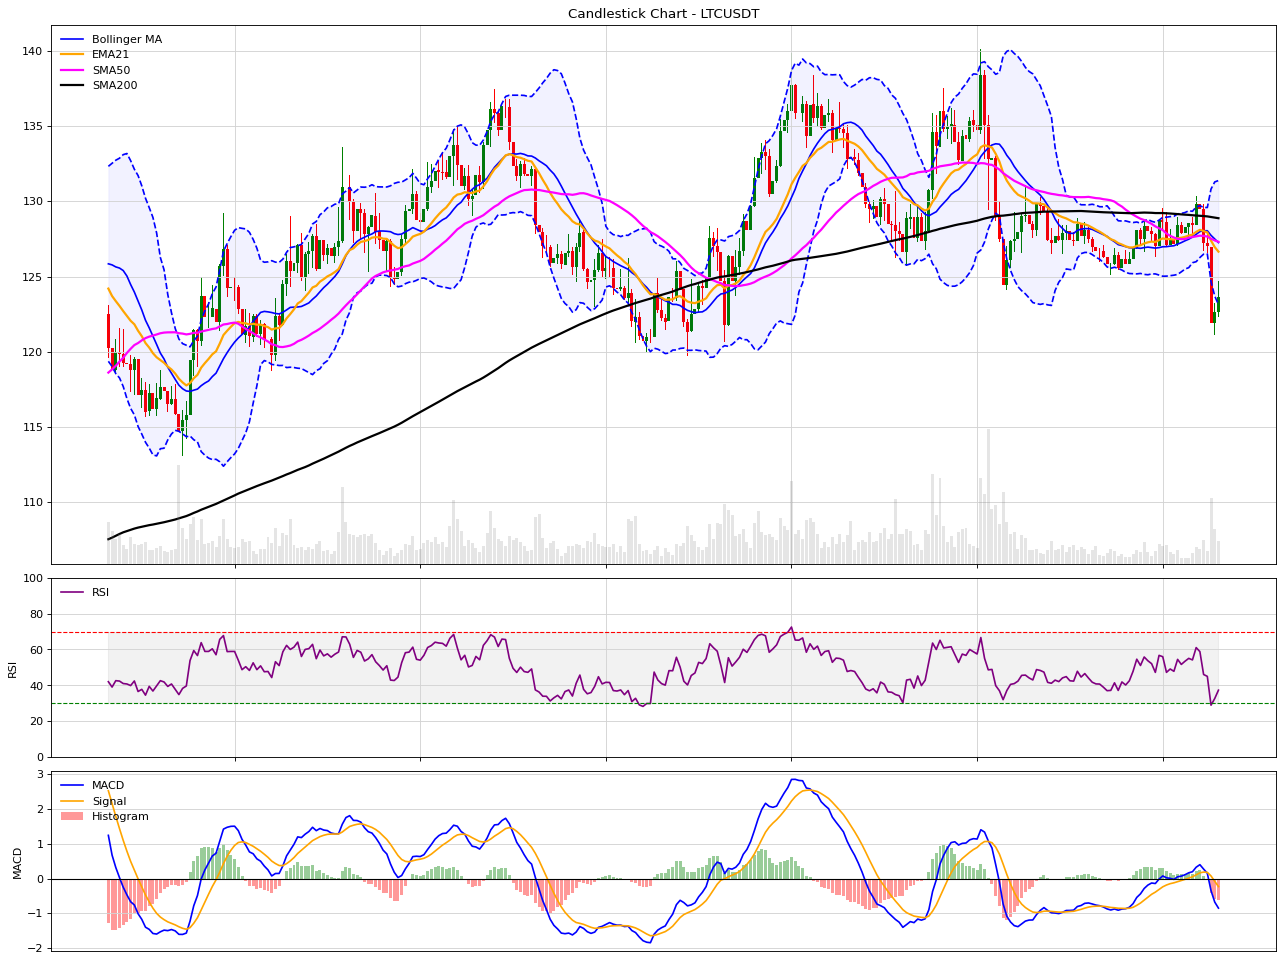 Candlestick Chart - LTCUSDT
Bollinger MA
EMA21
SMA50
SMA200
140
135
130
125
120
115
110
RSI
100
80
60
40
20
0
RSI
MACD
Signal
Histogram
3
2
1
0
−1
−2
MACD